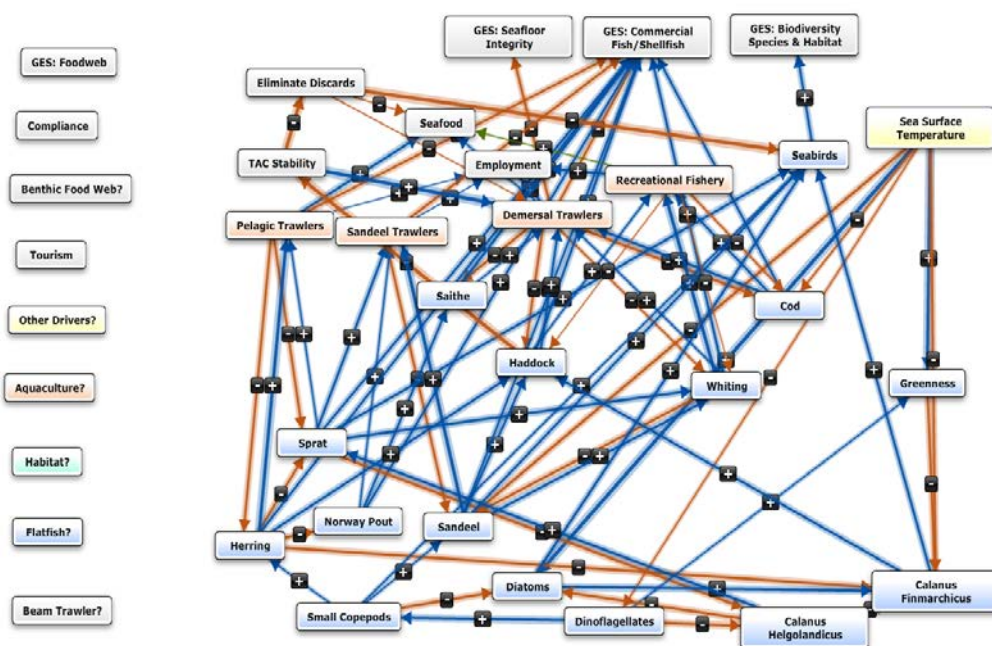 GES: Seafloor
Integrity
GES: Commercial
Fish/Shellfish
GES: Biodiversity
Species & Habitat
GES: Foodweb
Eliminate Discards
Compliance
Seafood
Sea Surface
Temperature
TAC Stability
Employment
Seabirds
Benthic Food Web?
Recreational Fishery
Pelagic Trawlers
Sandeel Trawlers
Demersal Trawlers
Tourism
Saithe
Cod
Other Drivers?
Haddock
Whiting
Greenness
Aquaculture?
Sprat
Habitat?
Norway Pout
Sandeel
Flatfish?
Herring
Diatoms
Calanus
Finmarchicus
Beam Trawler?
Small Copepods
Dinoflagellates
Calanus
Helgolandicus